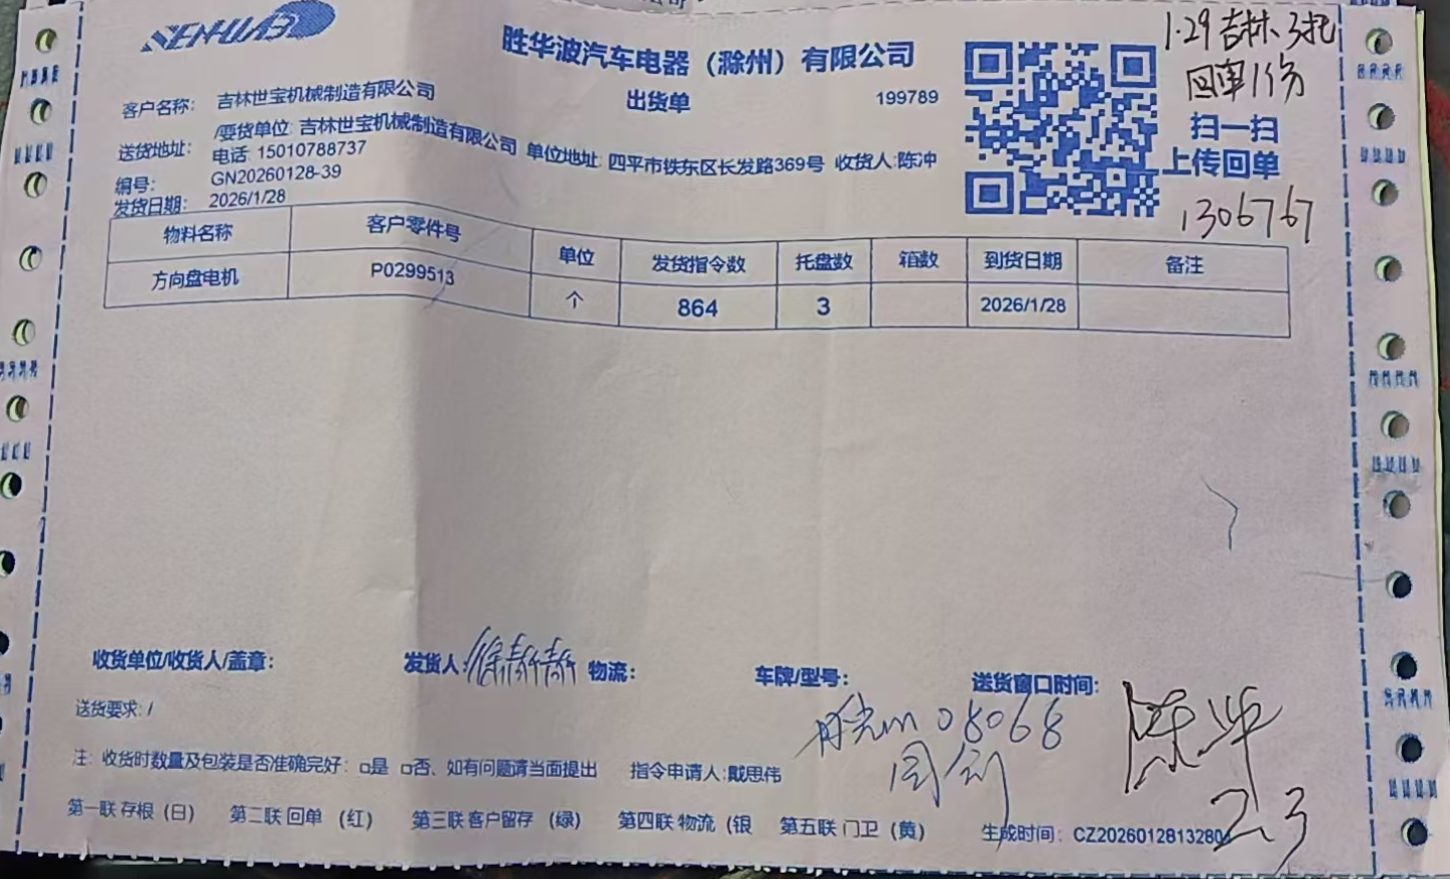 SENHUABO
胜华波汽车电器（滁州）有限公司
出货单
199789
1.29 吉林 3托
回单1份
扫一扫
上传回单
1306767
客户名称： 吉林世宝机械制造有限公司
送货地址： /要货单位: 吉林世宝机械制造有限公司 单位地址: 四平市铁东区长发路369号 收货人:陈冲
电话: 15010788737
编号: GN20260128-39
发货日期: 2026/1/28
物料名称 客户零件号 单位 发货指令数 托盘数 箱数 到货日期 备注
方向盘电机 P0299513 个 864 3 2026/1/28
收货单位/收货人/盖章: 发货人: 徐静静 物流: 车牌/型号: 送货窗口时间:
08068
送货要求: /
注: 收货时数量及包装是否准确完好: □是 □否、如有问题请当面提出 指令申请人:戴思伟
第一联 存根（白） 第二联 回单 （红） 第三联 客户留存（绿） 第四联 物流（银 第五联 门卫（黄） 生成时间: CZ20260128132804
2.3